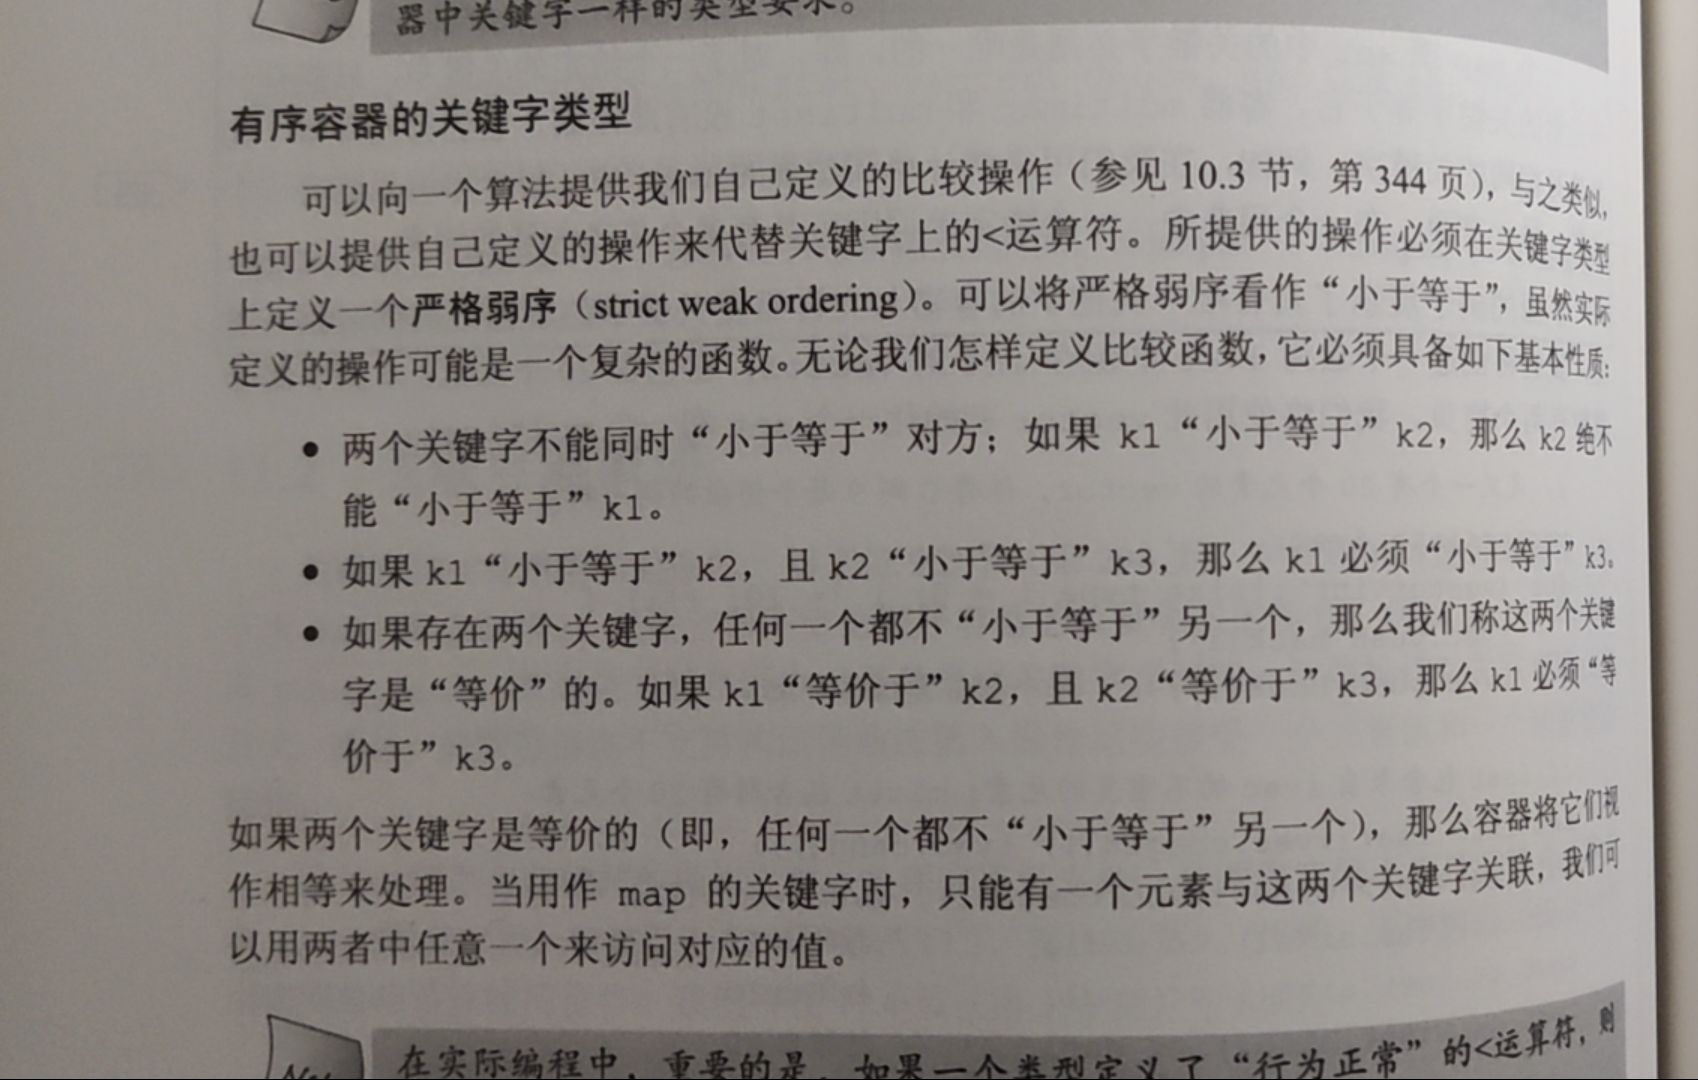 器中关键字一样的类型要求。
有序容器的关键字类型
可以向一个算法提供我们自己定义的比较操作（参见 10.3 节，第 344 页），与之类似，
也可以提供自己定义的操作来代替关键字上的<运算符。所提供的操作必须在关键字类型
上定义一个严格弱序（strict weak ordering）。可以将严格弱序看作“小于等于”，虽然实际
定义的操作可能是一个复杂的函数。无论我们怎样定义比较函数，它必须具备如下基本性质：
• 两个关键字不能同时“小于等于”对方；如果 k1“小于等于”k2，那么 k2 绝不
能“小于等于”k1。
• 如果 k1“小于等于”k2，且 k2“小于等于”k3，那么 k1 必须“小于等于”k3。
• 如果存在两个关键字，任何一个都不“小于等于”另一个，那么我们称这两个关键
字是“等价”的。如果 k1“等价于”k2，且 k2“等价于”k3，那么 k1 必须“等
价于”k3。
如果两个关键字是等价的（即，任何一个都不“小于等于”另一个），那么容器将它们视
作相等来处理。当用作 map 的关键字时，只能有一个元素与这两个关键字关联，我们可
以用两者中任意一个来访问对应的值。
在实际编程中，重要的是，如果一个类型定义了“行为正常”的<运算符，则